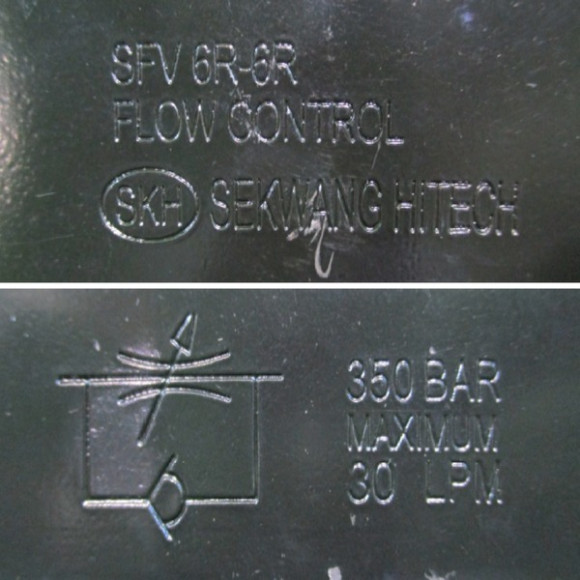 SFV 6R-6R
FLOW CONTROL
SKH SEKWANG HITECH
350 BAR
MAXIMUM
30 LPM